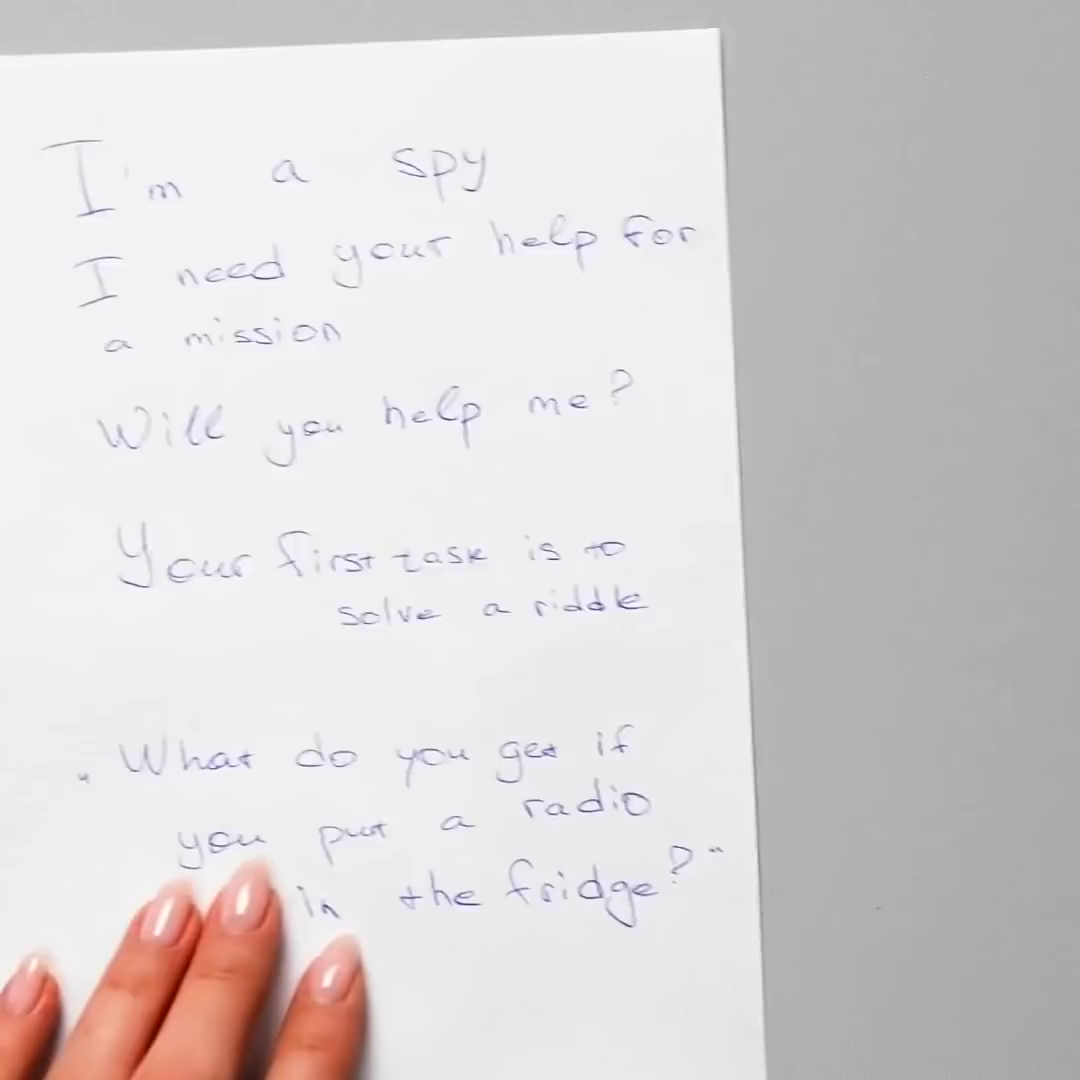 I'm a spy
I need your help for
a mission
Will you help me?
Your first task is to
solve a riddle
„What do you get if
you put a radio
in the fridge?"